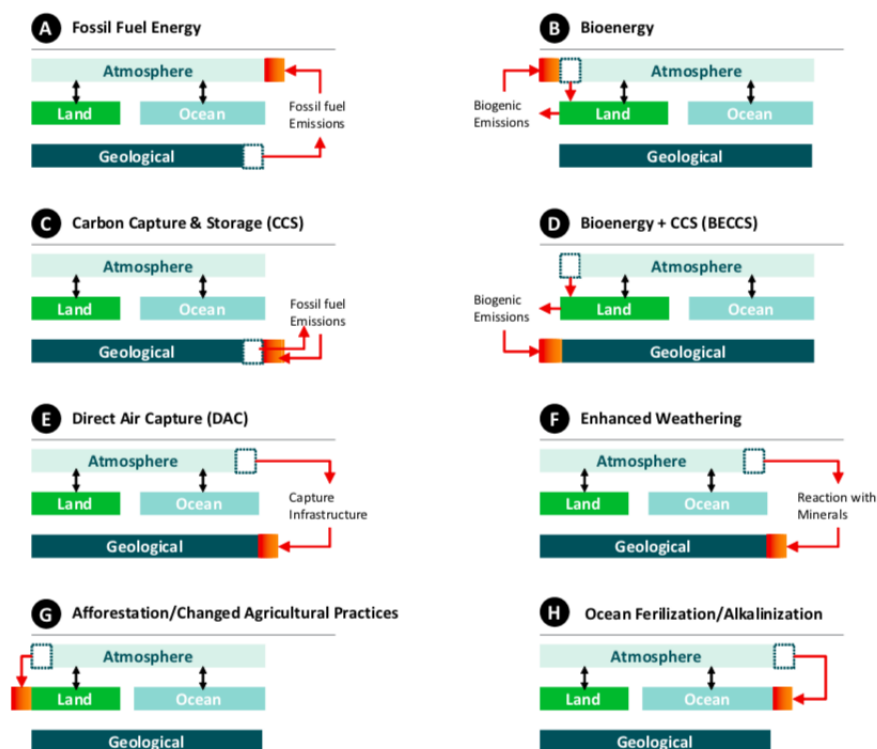 A Fossil Fuel Energy
Atmosphere
Land
Ocean
Fossil fuel
Emissions
Geological
B Bioenergy
Atmosphere
Biogenic
Emissions
Land
Ocean
Geological
C Carbon Capture & Storage (CCS)
Atmosphere
Land
Ocean
Fossil fuel
Emissions
Geological
D Bioenergy + CCS (BECCS)
Atmosphere
Biogenic
Emissions
Land
Ocean
Geological
E Direct Air Capture (DAC)
Atmosphere
Land
Ocean
Capture
Infrastructure
Geological
F Enhanced Weathering
Atmosphere
Land
Ocean
Reaction with
Minerals
Geological
G Afforestation/Changed Agricultural Practices
Atmosphere
Land
Ocean
Geological
H Ocean Ferilization/Alkalinization
Atmosphere
Land
Ocean
Geological